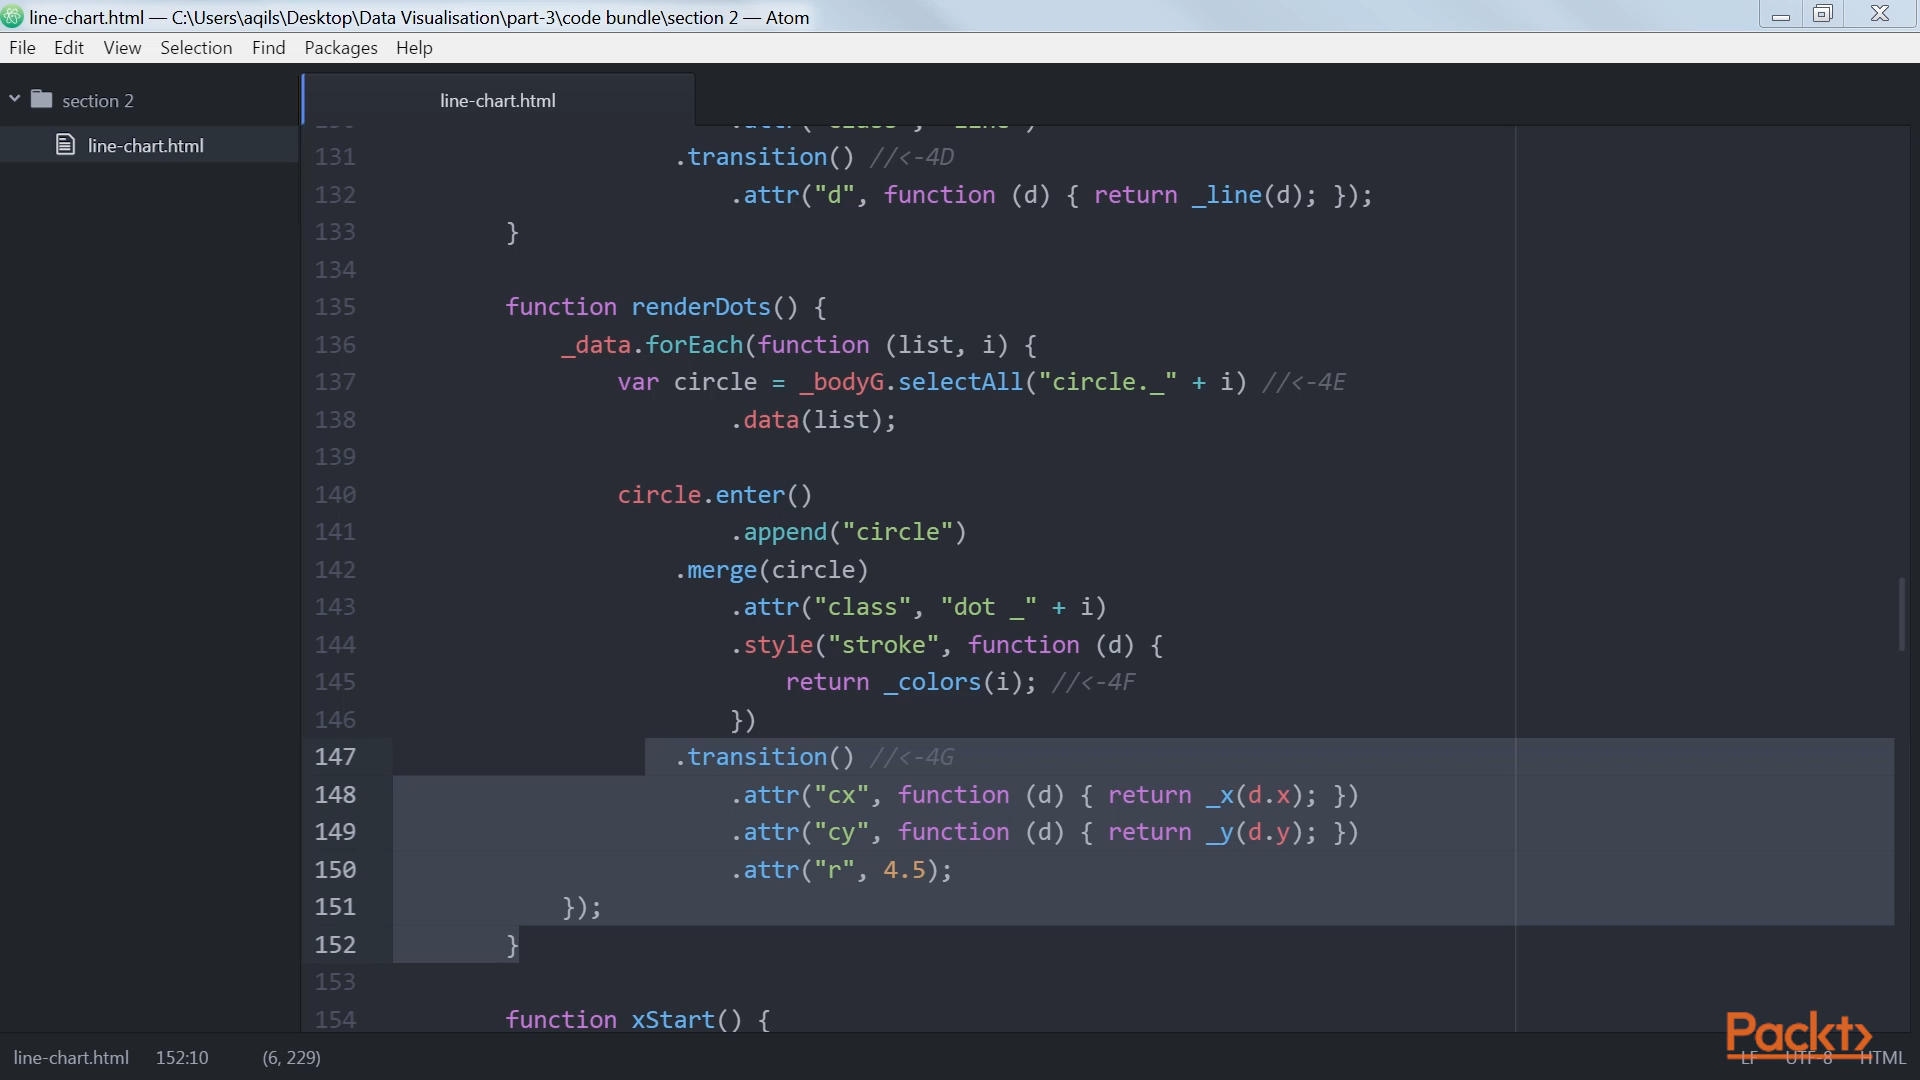 line-chart.html — C:\Users\aqils\Desktop\Data Visualisation\part-3\code bundle\section 2 — Atom
File Edit View Selection Find Packages Help
section 2
line-chart.html
line-chart.html
131 .transition() //<-4D
132 .attr("d", function (d) { return _line(d); });
133 }
134
135 function renderDots() {
136 _data.forEach(function (list, i) {
137 var circle = _bodyG.selectAll("circle._" + i) //<-4E
138 .data(list);
139
140 circle.enter()
141 .append("circle")
142 .merge(circle)
143 .attr("class", "dot _" + i)
144 .style("stroke", function (d) {
145 return _colors(i); //<-4F
146 })
147 .transition() //<-4G
148 .attr("cx", function (d) { return _x(d.x); })
149 .attr("cy", function (d) { return _y(d.y); })
150 .attr("r", 4.5);
151 });
152 }
153
154 function xStart() {
line-chart.html 152:10 (6, 229)
LF UTF-8 HTML
Packt>